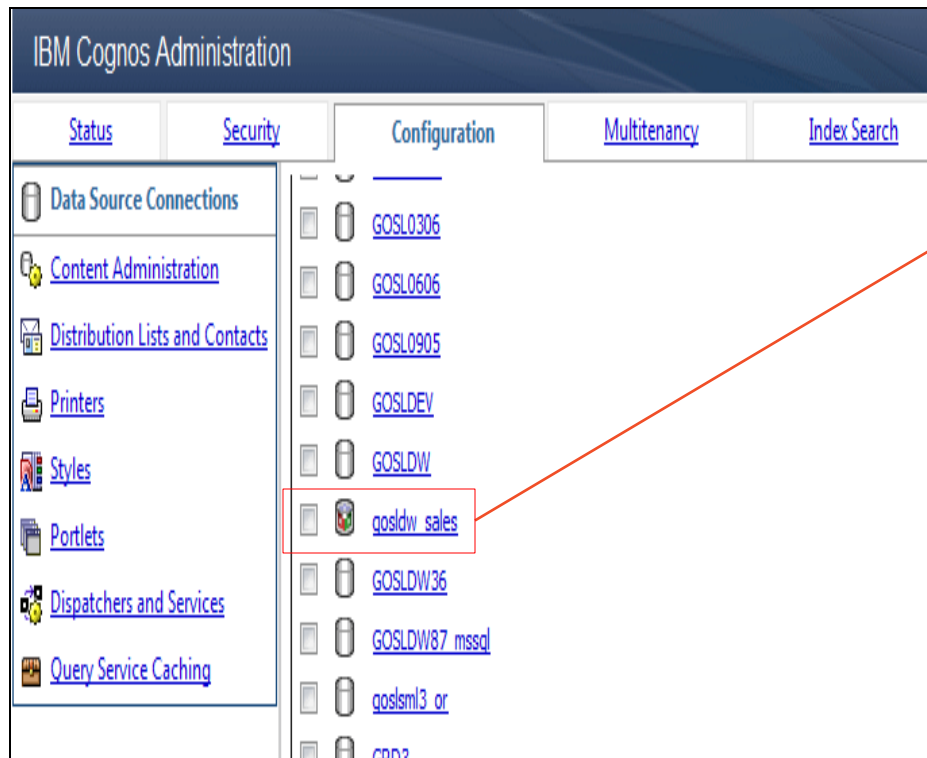 IBM Cognos Administration
Status Security Configuration Multitenancy Index Search
Data Source Connections
Content Administration
Distribution Lists and Contacts
Printers
Styles
Portlets
Dispatchers and Services
Query Service Caching
GOSL0306
GOSL0606
GOSL0905
GOSLDEV
GOSLDW
gosldw_sales
GOSLDW36
GOSLDW87_mssql
goslsml3_or